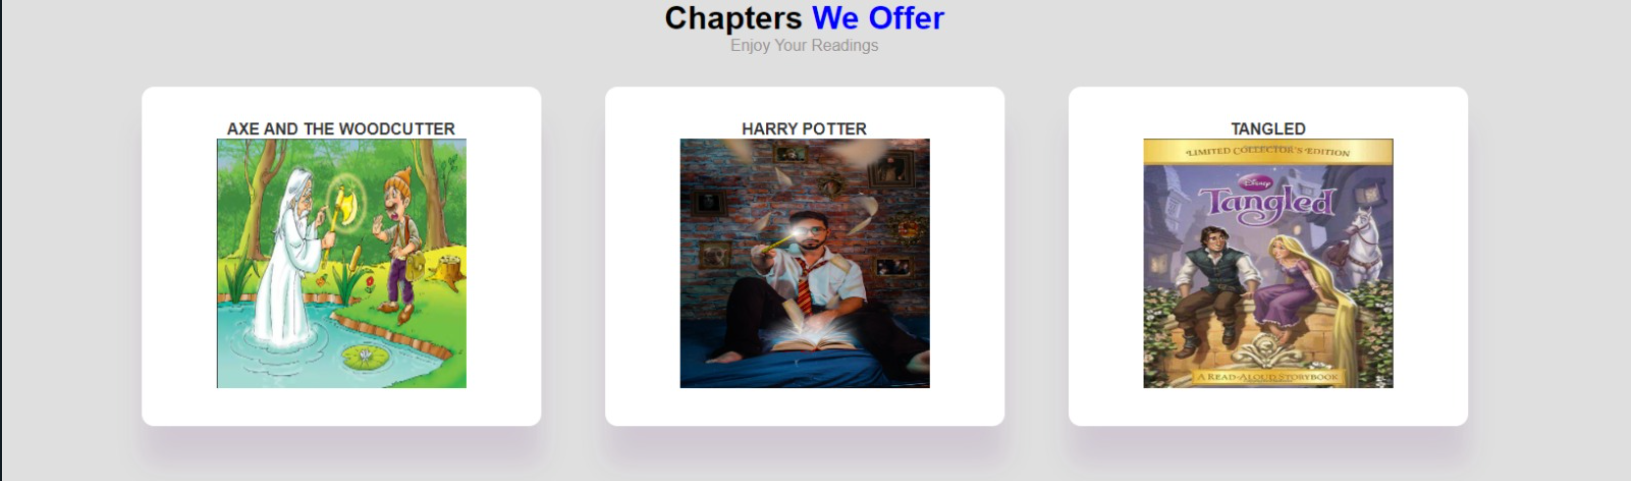 Chapters We Offer
Enjoy Your Readings
AXE AND THE WOODCUTTER
HARRY POTTER
TANGLED
LIMITED COLLECTOR'S EDITION
Disney
Tangled
A READ-ALOUD STORYBOOK